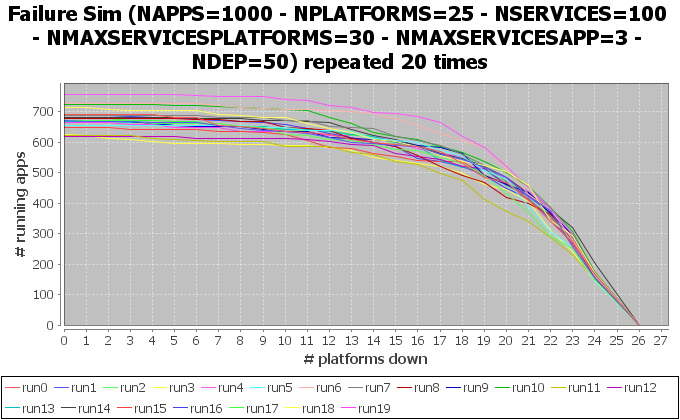 Failure Sim (NAPPS=1000 - NPLATFORMS=25 - NSERVICES=100
- NMAXSERVICESPLATFORMS=30 - NMAXSERVICESAPP=3 -
NDEP=50) repeated 20 times
# running apps
700
600
500
400
300
200
100
0
0 1 2 3 4 5 6 7 8 9 10 11 12 13 14 15 16 17 18 19 20 21 22 23 24 25 26 27
# platforms down
run0 run1 run2 run3 run4 run5 run6 run7 run8 run9 run10 run11 run12
run13 run14 run15 run16 run17 run18 run19